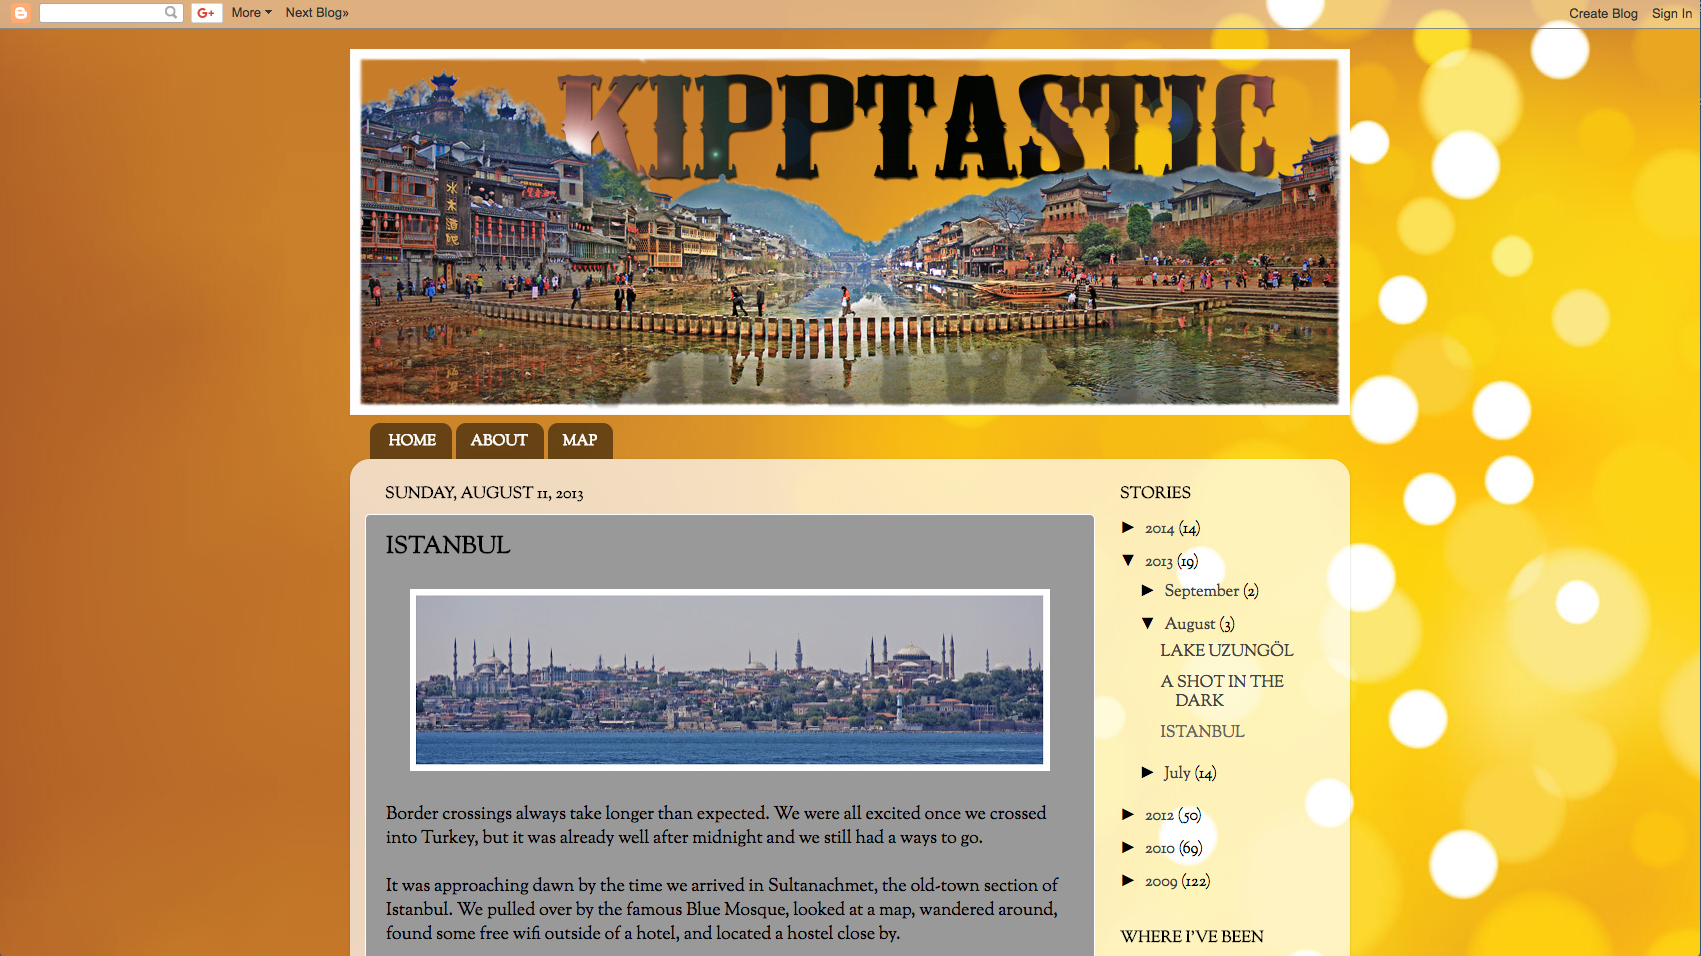 More
Next Blog»
Create Blog
Sign In
KIPPTASTIC
HOME
ABOUT
MAP
SUNDAY, AUGUST 11, 2013
ISTANBUL
Border crossings always take longer than expected. We were all excited once we crossed
into Turkey, but it was already well after midnight and we still had a ways to go.
It was approaching dawn by the time we arrived in Sultanachmet, the old-town section of
Istanbul. We pulled over by the famous Blue Mosque, looked at a map, wandered around,
found some free wifi outside of a hotel, and located a hostel close by.
STORIES
► 2014 (14)
▼ 2013 (19)
► September (2)
▼ August (3)
LAKE UZUNGÖL
A SHOT IN THE
DARK
ISTANBUL
► July (14)
► 2012 (50)
► 2010 (69)
► 2009 (122)
WHERE I'VE BEEN